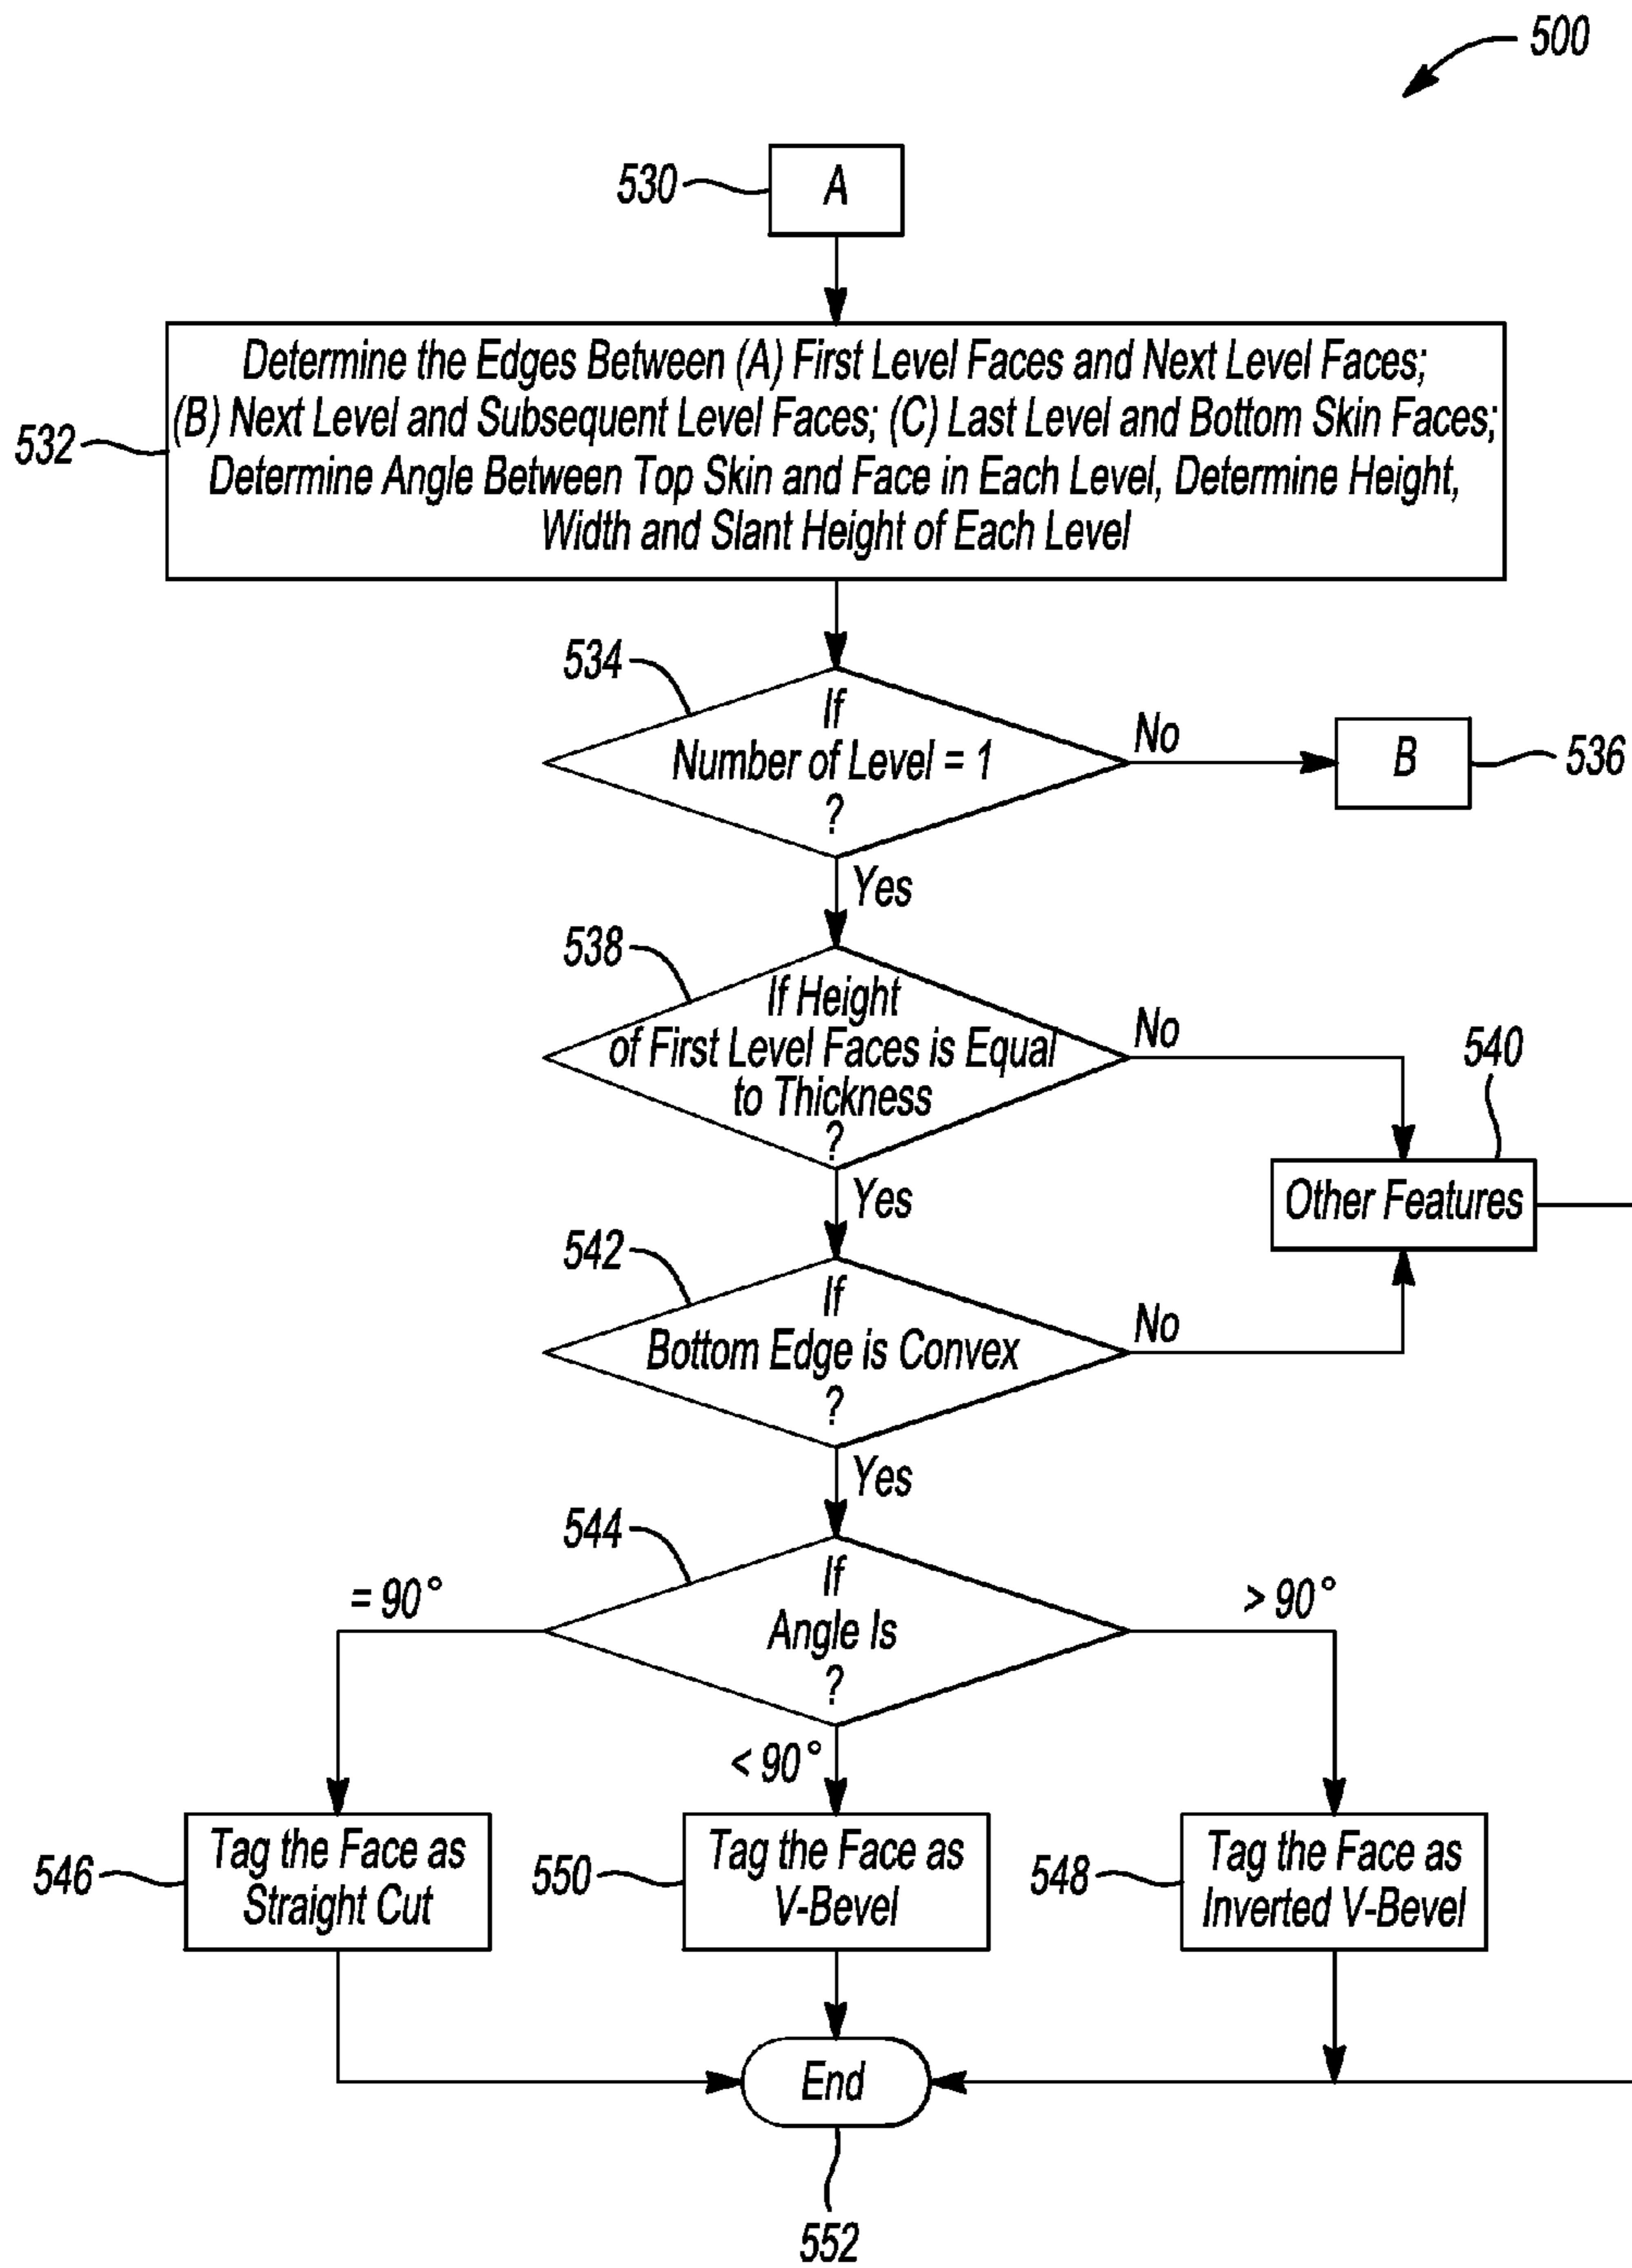 500
530
A
Determine the Edges Between (A) First Level Faces and Next Level Faces;
(B) Next Level and Subsequent Level Faces; (C) Last Level and Bottom Skin Faces;
Determine Angle Between Top Skin and Face in Each Level, Determine Height,
Width and Slant Height of Each Level
532
534
If
Number of Level = 1
?
No
B
536
Yes
538
If Height
of First Level Faces is Equal
to Thickness
?
No
540
Other Features
Yes
542
If
Bottom Edge is Convex
?
No
Yes
544
If
Angle Is
?
= 90°
> 90°
< 90°
546
Tag the Face as
Straight Cut
550
Tag the Face as
V-Bevel
548
Tag the Face as
Inverted V-Bevel
End
552